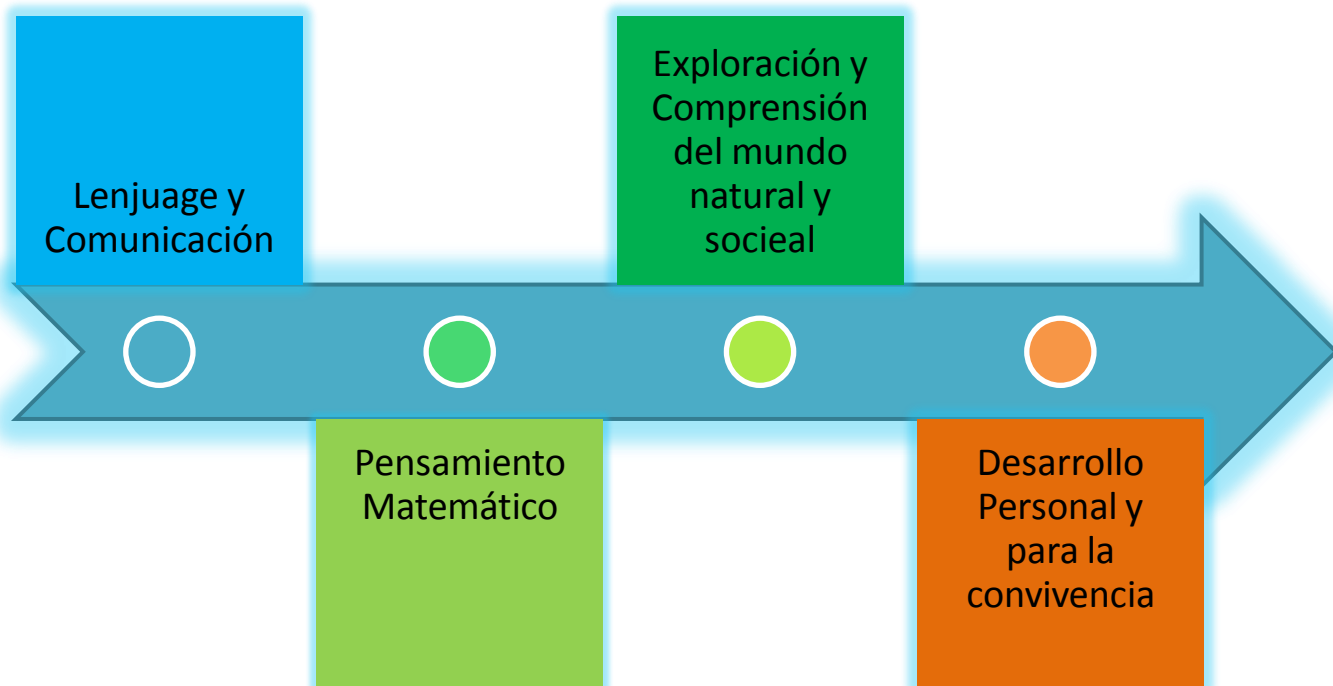 Lenjuage y
Comunicación
Pensamiento
Matemático
Exploración y
Comprensión
del mundo
natural y
socieal
Desarrollo
Personal y
para la
convivencia